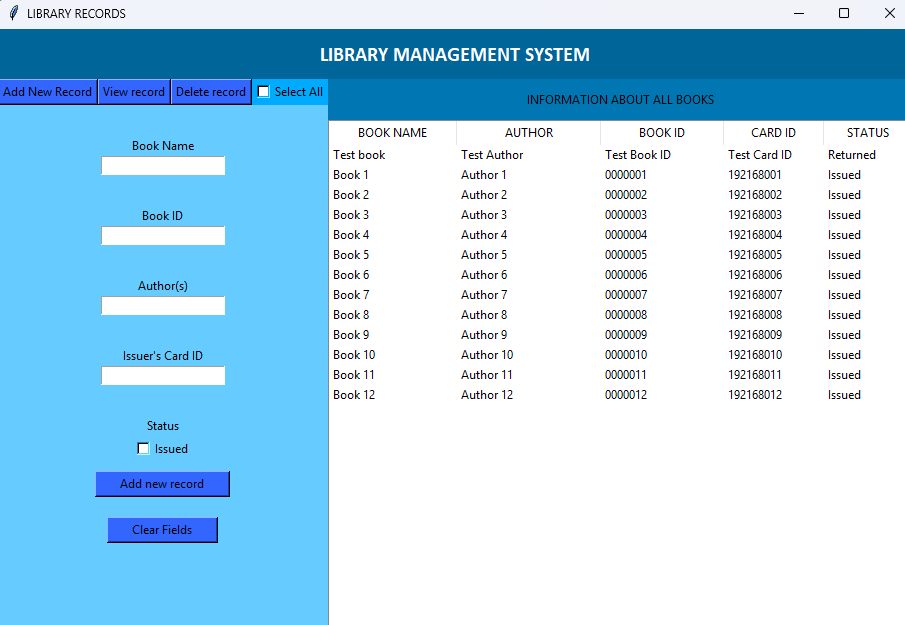 LIBRARY RECORDS
LIBRARY MANAGEMENT SYSTEM
Add New Record View record Delete record Select All
INFORMATION ABOUT ALL BOOKS
Book Name
Book ID
Author(s)
Issuer's Card ID
Status
Issued
Add new record
Clear Fields
BOOK NAME AUTHOR BOOK ID CARD ID STATUS
Test book Test Author Test Book ID Test Card ID Returned
Book 1 Author 1 0000001 192168001 Issued
Book 2 Author 2 0000002 192168002 Issued
Book 3 Author 3 0000003 192168003 Issued
Book 4 Author 4 0000004 192168004 Issued
Book 5 Author 5 0000005 192168005 Issued
Book 6 Author 6 0000006 192168006 Issued
Book 7 Author 7 0000007 192168007 Issued
Book 8 Author 8 0000008 192168008 Issued
Book 9 Author 9 0000009 192168009 Issued
Book 10 Author 10 0000010 192168010 Issued
Book 11 Author 11 0000011 192168011 Issued
Book 12 Author 12 0000012 192168012 Issued